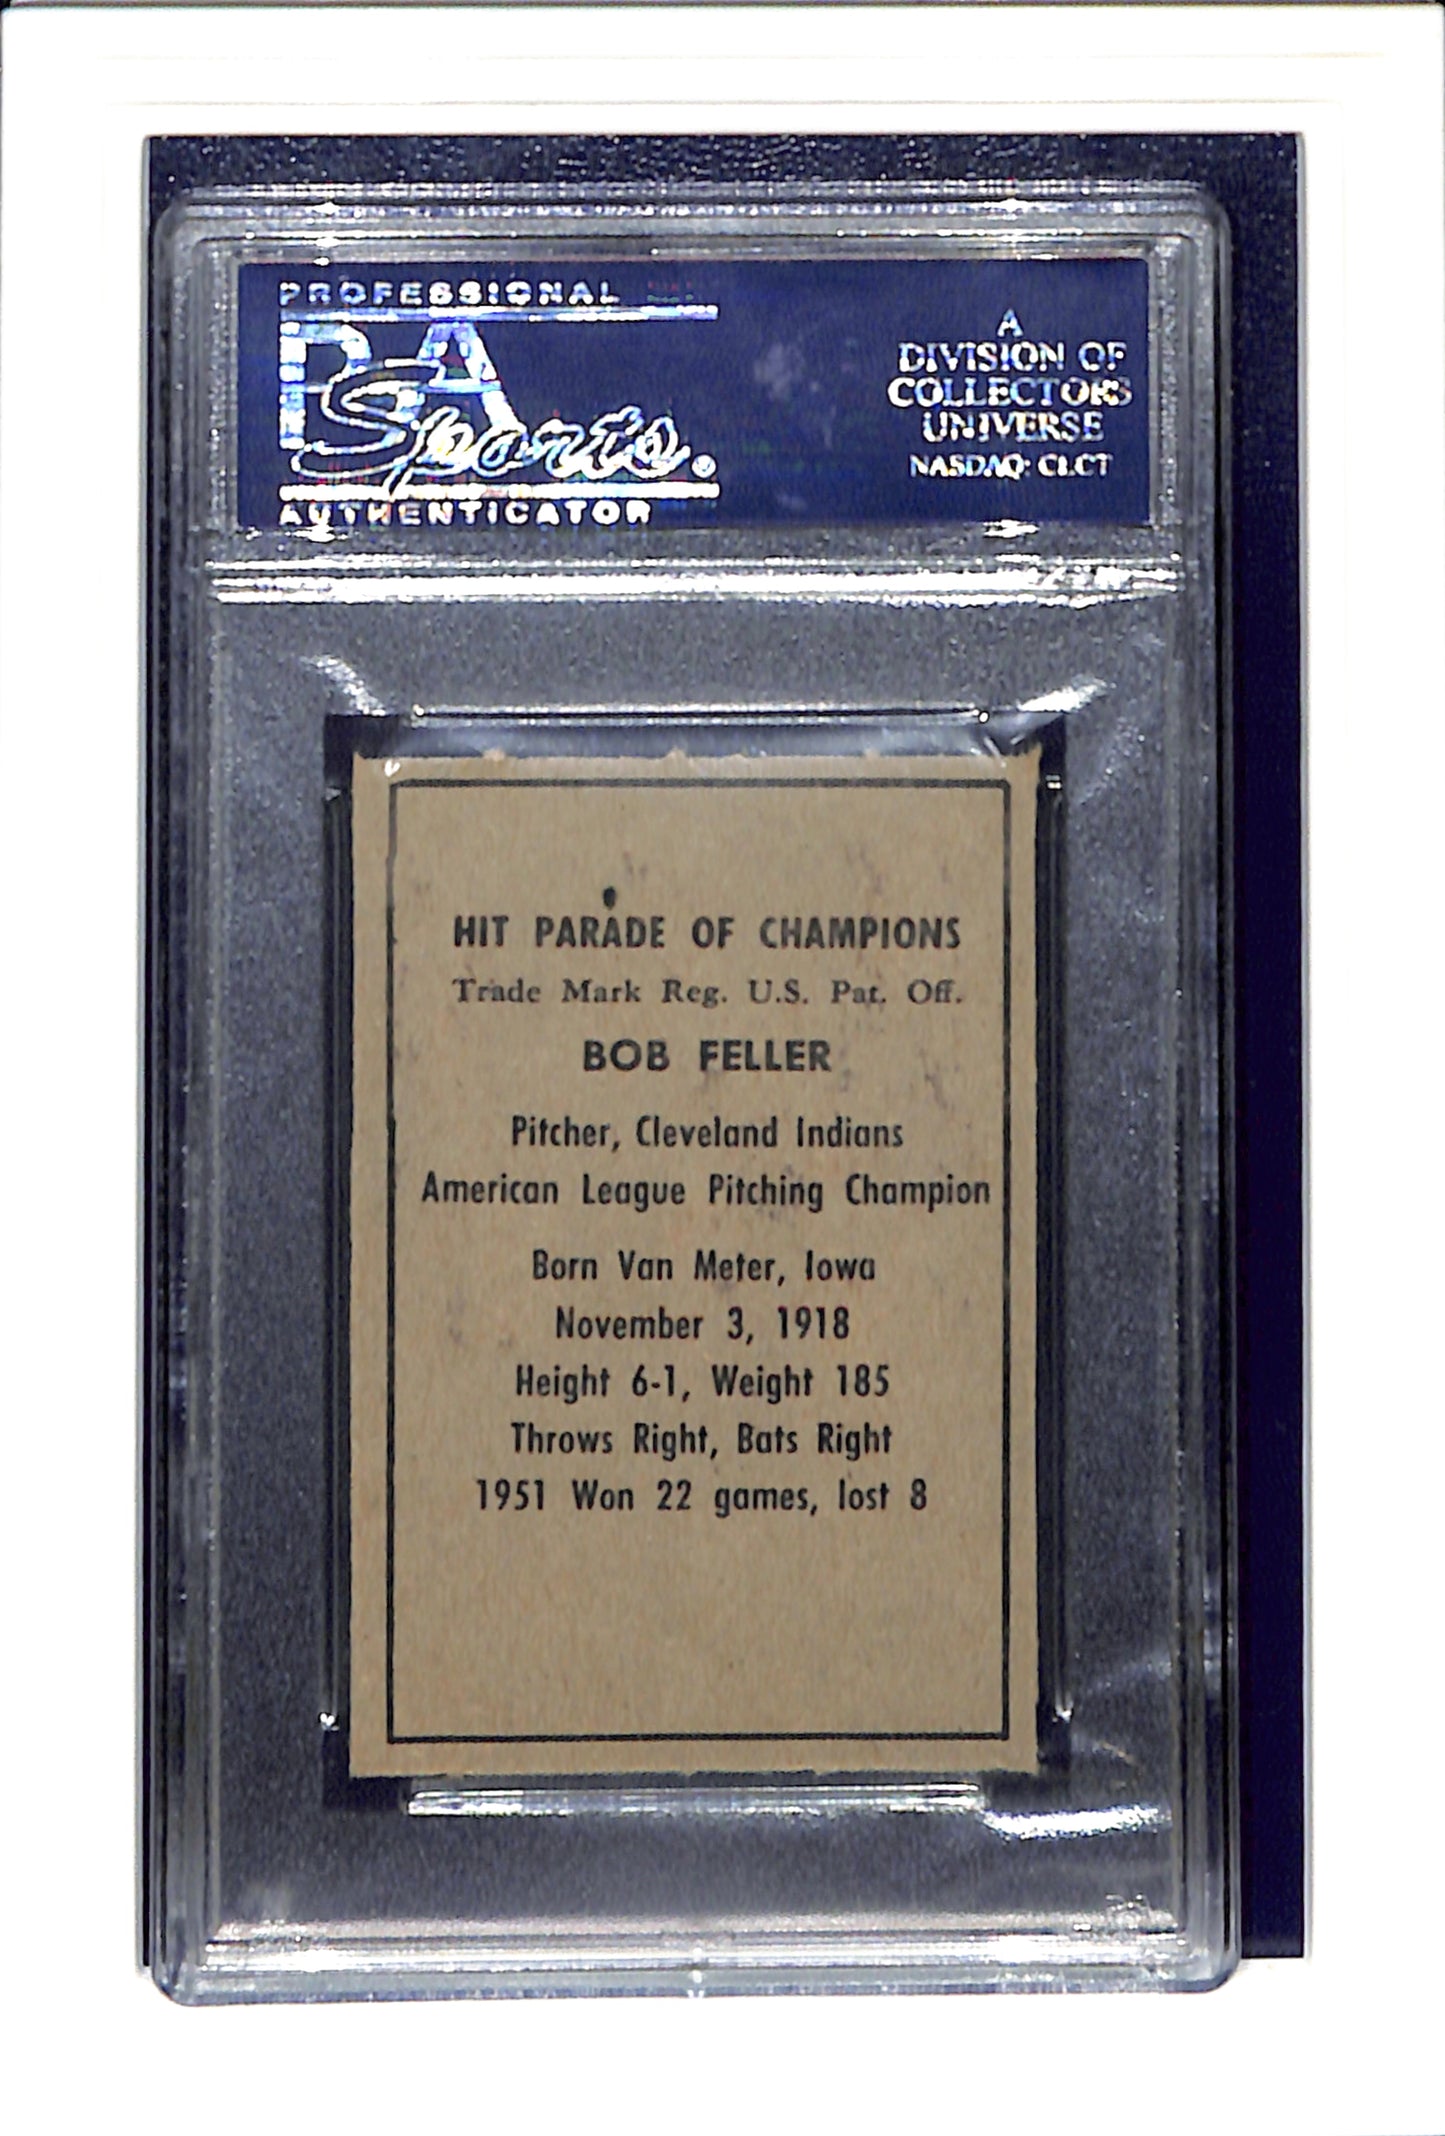 PROFESSIONAL
PSA
Sports®
AUTHENTICATOR
A
DIVISION OF
COLLECTORS
UNIVERSE
NASDAQ: CLCT
HIT PARADE OF CHAMPIONS
Trade Mark Reg. U.S. Pat. Off.
BOB FELLER
Pitcher, Cleveland Indians
American League Pitching Champion
Born Van Meter, Iowa
November 3, 1918
Height 6-1, Weight 185
Throws Right, Bats Right
1951 Won 22 games, lost 8